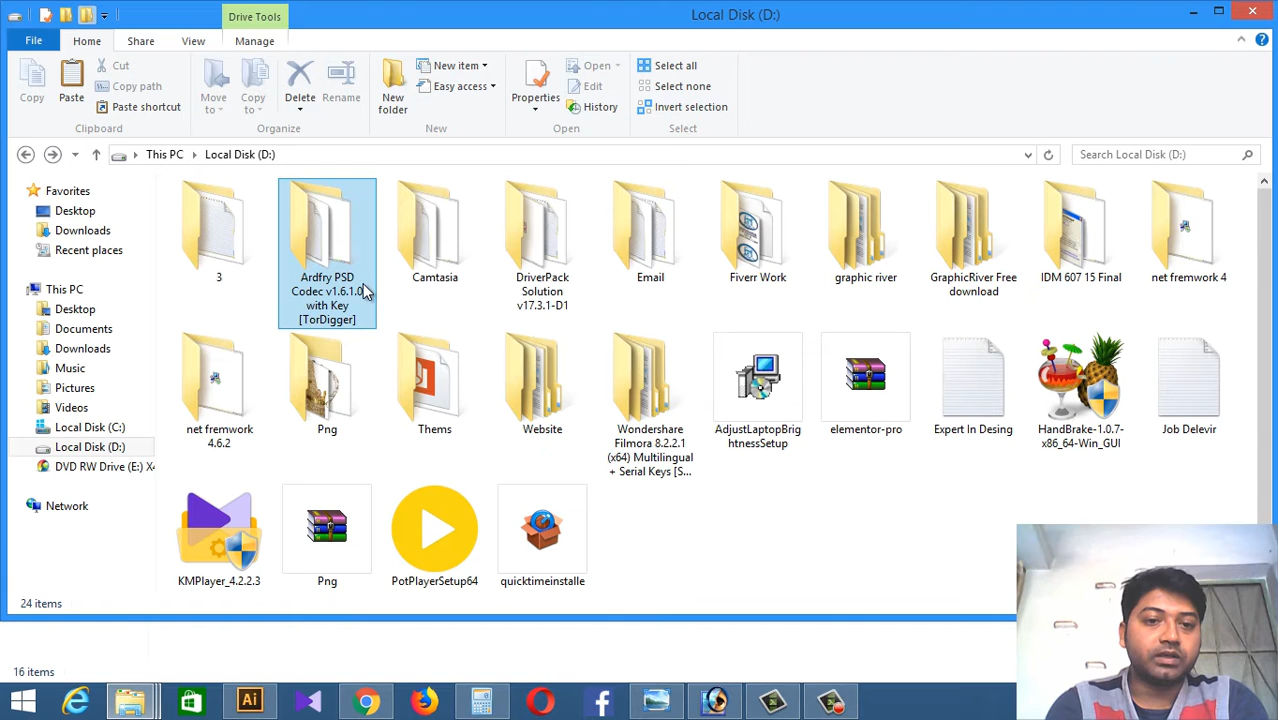 Drive Tools
Local Disk (D:)
File
Home
Share
View
Manage
Copy
Paste
Cut
Copy path
Paste shortcut
Move to
Copy to
Delete
Rename
New folder
New item
Easy access
Properties
Open
Edit
History
Select all
Select none
Invert selection
Clipboard
Organize
New
Open
Select
This PC
Local Disk (D:)
Search Local Disk (D:)
Favorites
Desktop
Downloads
Recent places
This PC
Desktop
Documents
Downloads
Music
Pictures
Videos
Local Disk (C:)
Local Disk (D:)
DVD RW Drive (E:) X4
Network
3
Ardfry PSD
Codec v1.6.1.0
with Key
[TorDigger]
Camtasia
DriverPack
Solution
v17.3.1-D1
Email
Fiverr Work
graphic river
GraphicRiver Free
download
IDM 607 15 Final
net fremwork 4
net fremwork
4.6.2
Png
Thems
Website
Wondershare
Filmora 8.2.2.1
(x64) Multilingual
+ Serial Keys [S...
AdjustLaptopBrig
htnessSetup
elementor-pro
Expert In Desing
HandBrake-1.0.7-
x86_64-Win_GUI
Job Delevir
KMPlayer_4.2.2.3
Png
PotPlayerSetup64
quicktimeinstalle
24 items
16 items
Ai